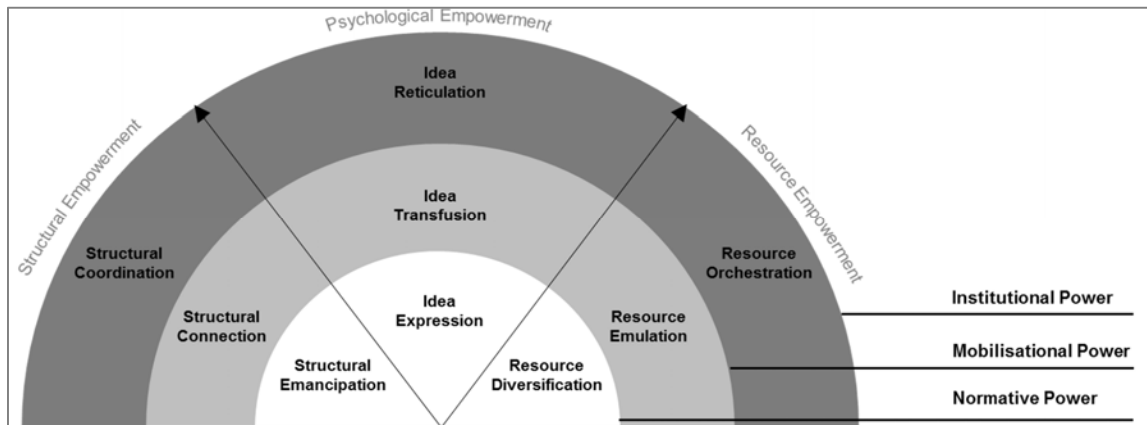 Psychological Empowerment
Structural Empowerment
Resource Empowerment
Idea
Reticulation
Idea
Transfusion
Idea
Expression
Structural
Coordination
Structural
Connection
Structural
Emancipation
Resource
Orchestration
Resource
Emulation
Resource
Diversification
Institutional Power
Mobilisational Power
Normative Power